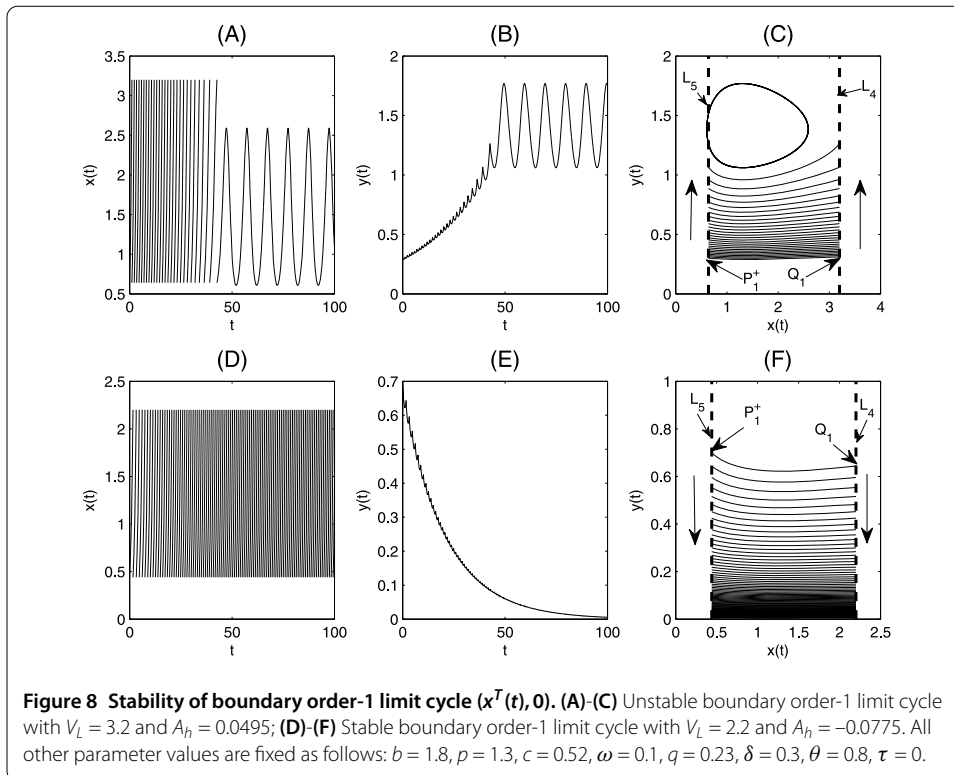 (A)
(B)
(C)
3.5
3
2.5
2
1.5
1
0.5
0
50
100
x(t)
t
2
1.5
1
0.5
0
0
50
100
y(t)
t
2
1.5
1
0.5
0
0
1
2
3
4
y(t)
x(t)
L5
L4
P1+
Q1
(D)
(E)
(F)
2.5
2
1.5
1
0.5
0
0
50
100
x(t)
t
0.7
0.6
0.5
0.4
0.3
0.2
0.1
0
0
50
100
y(t)
t
1
0.8
0.6
0.4
0.2
0
0.5
1
1.5
2
2.5
y(t)
x(t)
L5
P1+
Q1
L4
Figure 8 Stability of boundary order-1 limit cycle (x^T(t), 0). (A)-(C) Unstable boundary order-1 limit cycle
with V_L = 3.2 and A_h = 0.0495; (D)-(F) Stable boundary order-1 limit cycle with V_L = 2.2 and A_h = –0.0775. All
other parameter values are fixed as follows: b = 1.8, p = 1.3, c = 0.52, ω = 0.1, q = 0.23, δ = 0.3, θ = 0.8, τ = 0.